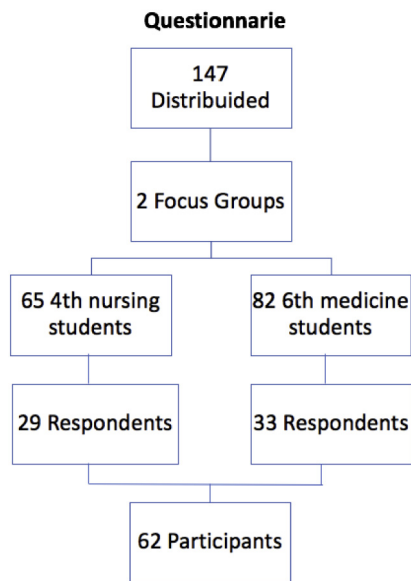 Questionnarie
147
Distribuided
2 Focus Groups
65 4th nursing
students
82 6th medicine
students
29 Respondents
33 Respondents
62 Participants